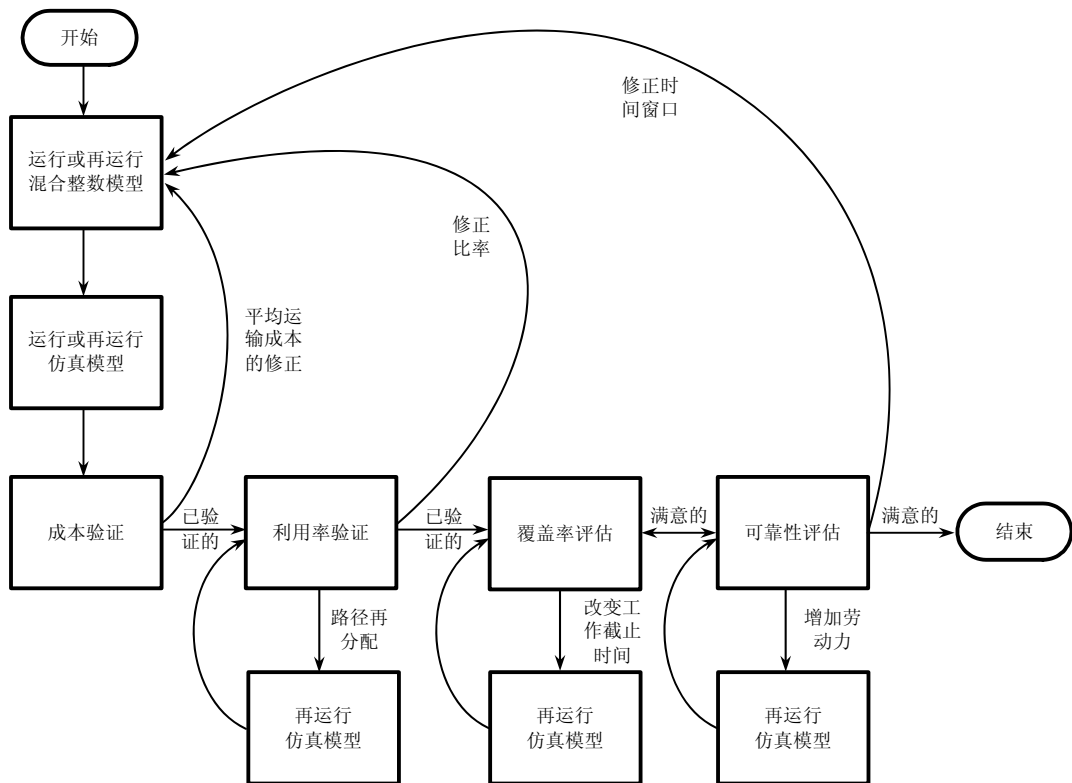 开始
修正时
间窗口
运行或再运行
混合整数模型
修正
比率
平均运
输成本
的修正
运行或再运行
仿真模型
成本验证
已验
证的
利用率验证
已验
证的
覆盖率评估
满意的
可靠性评估
满意的
结束
路径再
分配
改变工
作截止
时间
增加劳
动力
再运行
仿真模型
再运行
仿真模型
再运行
仿真模型